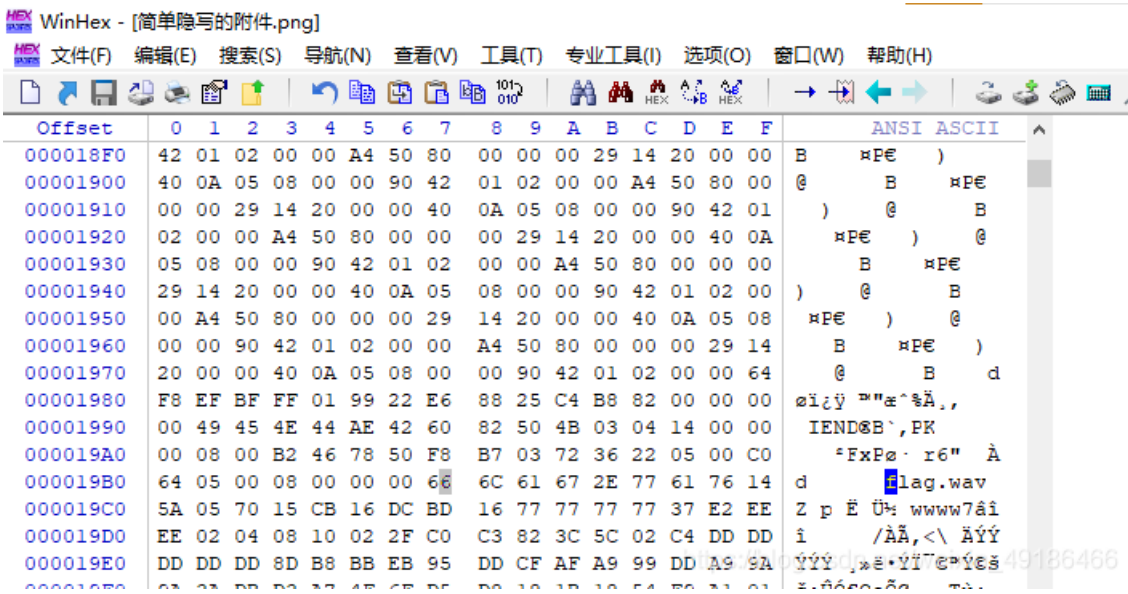 WinHex - [简单隐写的附件.png]
文件(F) 编辑(E) 搜索(S) 导航(N) 查看(V) 工具(T) 专业工具(I) 选项(O) 窗口(W) 帮助(H)
Offset 0 1 2 3 4 5 6 7 8 9 A B C D E F ANSI ASCII
000018F0 42 01 02 00 00 A4 50 80 00 00 00 29 14 20 00 00 B ¤P€ )
00001900 40 0A 05 08 00 00 90 42 01 02 00 00 A4 50 80 00 @ B ¤P€
00001910 00 00 29 14 20 00 00 40 0A 05 08 00 00 90 42 01 ) @ B
00001920 02 00 00 A4 50 80 00 00 00 29 14 20 00 00 40 0A ¤P€ ) @
00001930 05 08 00 00 90 42 01 02 00 00 A4 50 80 00 00 00 B ¤P€
00001940 29 14 20 00 00 40 0A 05 08 00 00 90 42 01 02 00 ) @ B
00001950 00 A4 50 80 00 00 00 29 14 20 00 00 40 0A 05 08 ¤P€ ) @
00001960 00 00 90 42 01 02 00 00 A4 50 80 00 00 00 29 14 B ¤P€ )
00001970 20 00 00 40 0A 05 08 00 00 90 42 01 02 00 00 64 @ B d
00001980 F8 EF BF FF 01 99 22 E6 88 25 C4 B8 82 00 00 00 øï¿ÿ ™"æˆ%Ä¸‚
00001990 00 49 45 4E 44 AE 42 60 82 50 4B 03 04 14 00 00 IEND®B`‚PK
000019A0 00 08 00 B2 46 78 50 F8 B7 03 72 36 22 05 00 C0 ²FxPø· r6" À
000019B0 64 05 00 08 00 00 00 66 6C 61 67 2E 77 61 76 14 d flag.wav
000019C0 5A 05 70 15 CB 16 DC BD 16 77 77 77 77 37 E2 EE Z p Ë Ü½ wwww7âî
000019D0 EE 02 04 08 10 02 2F C0 C3 82 3C 5C 02 C4 DD DD î /ÀÃ‚<\ ÄÝÝ
000019E0 DD DD DD 8D B8 BB EB 95 DD CF AF A9 99 DD A9 9A ÝÝÝ ¸»ë•ÝÏ¯©™Ý©š